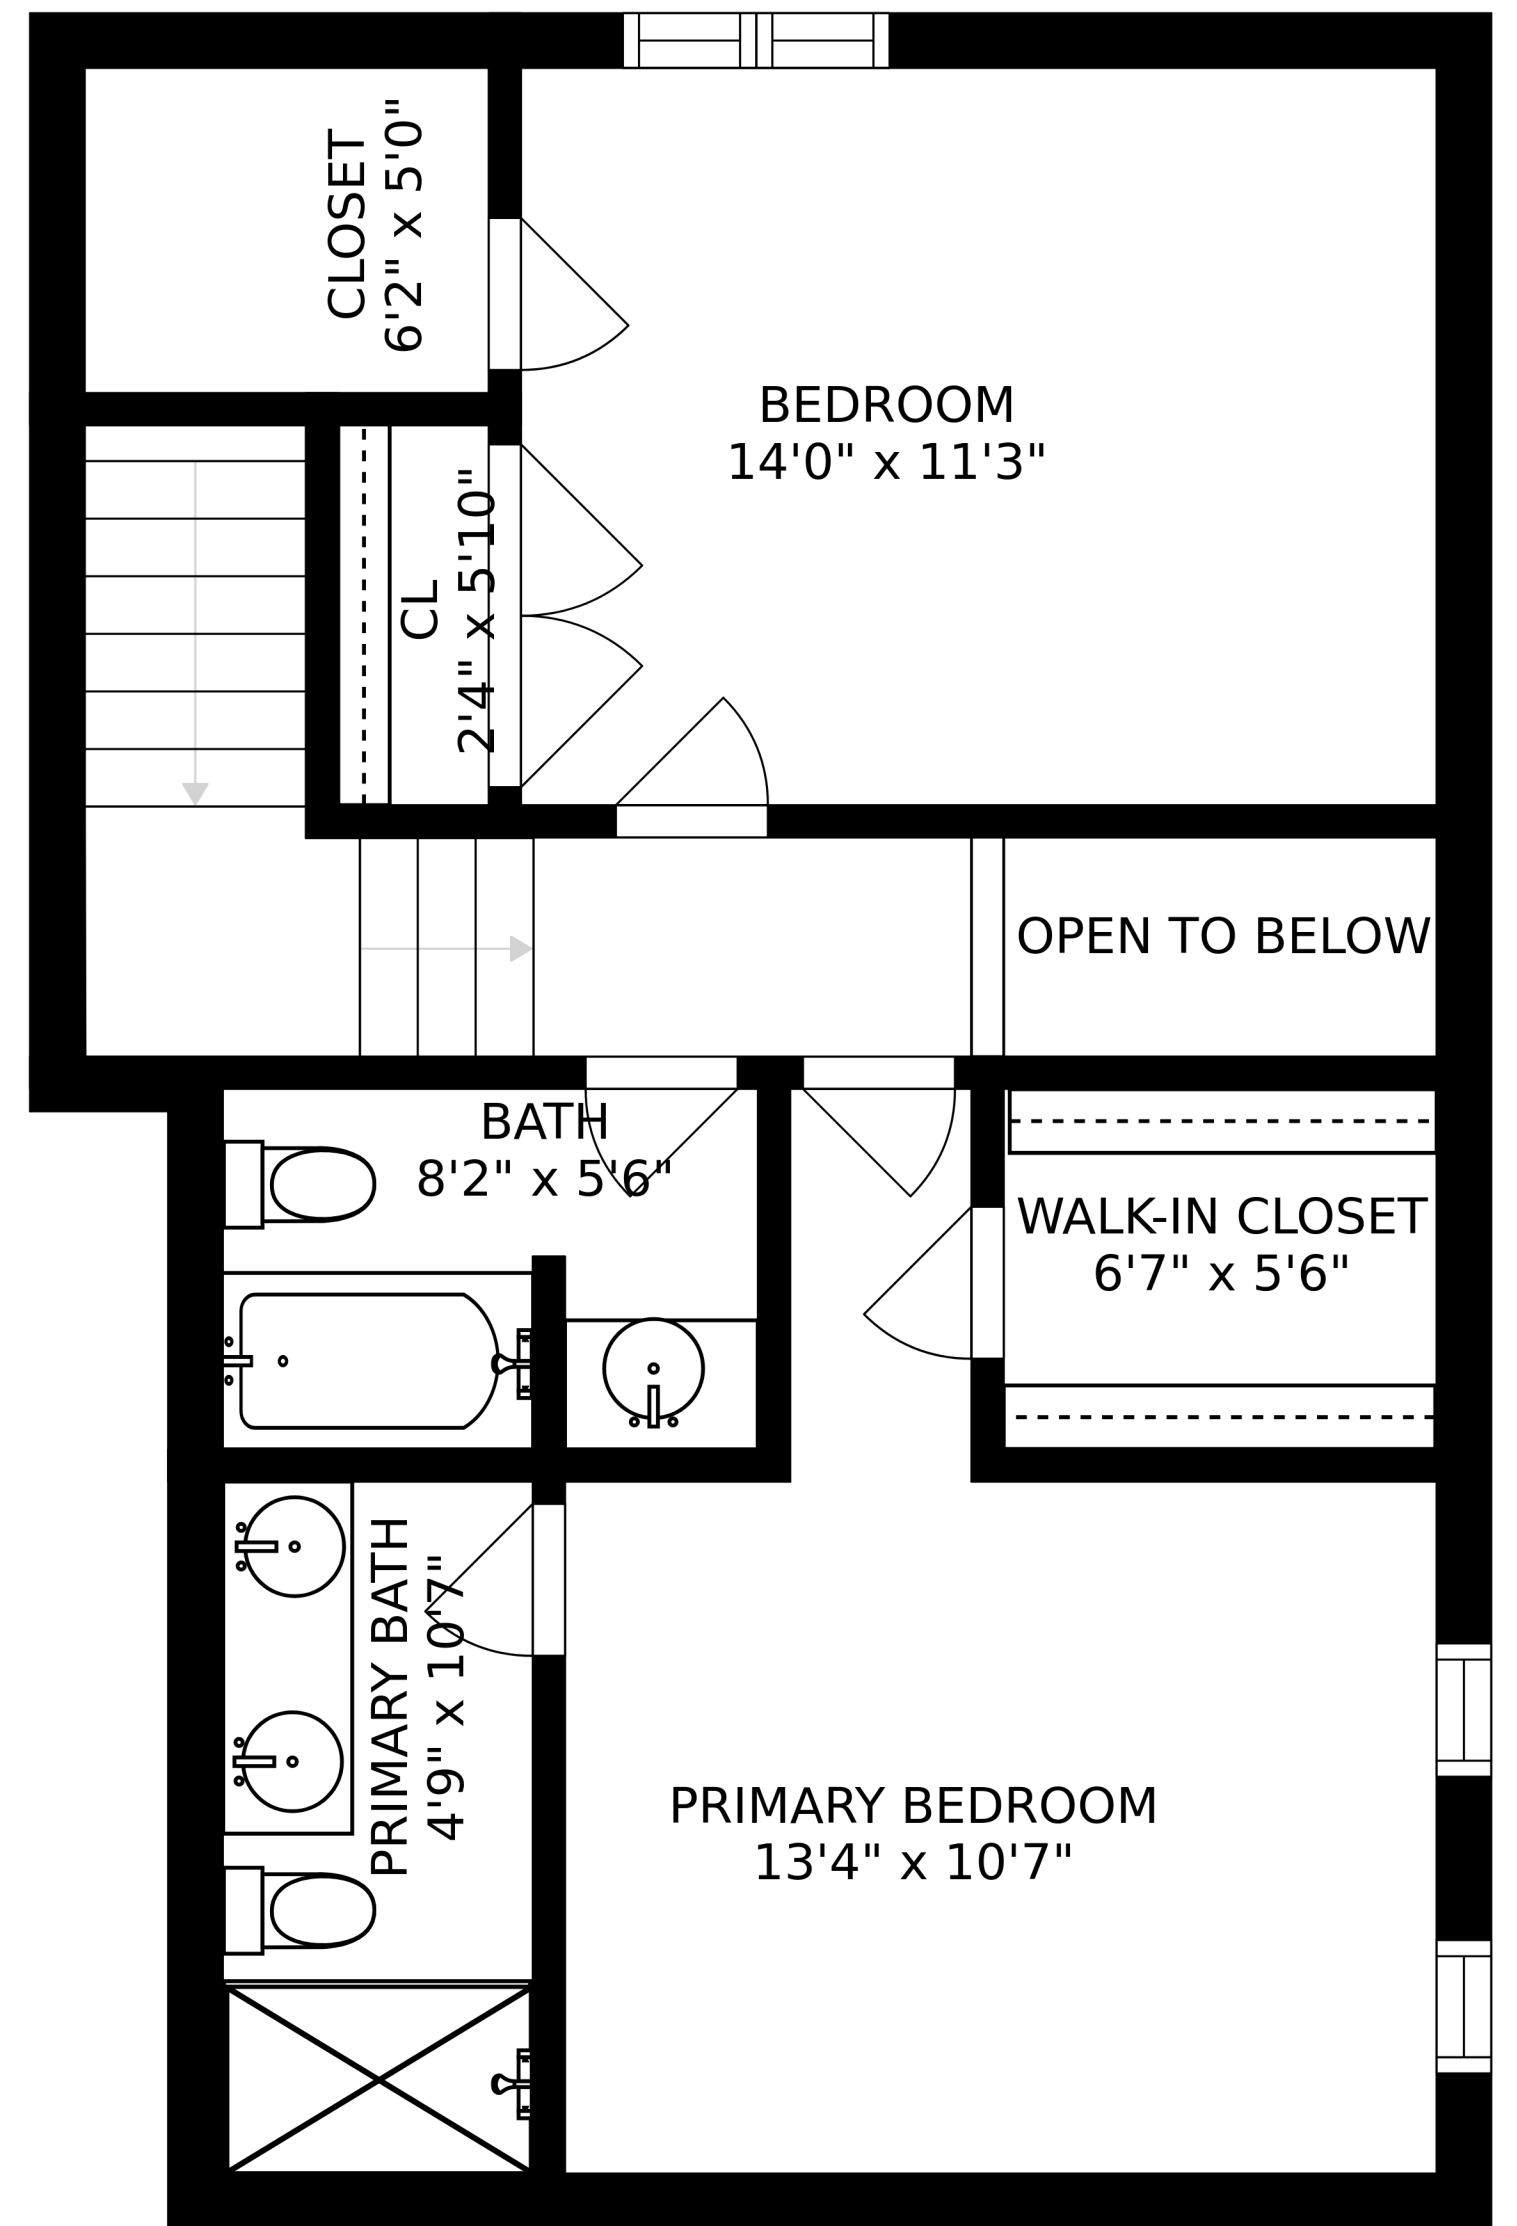 CLOSET
6'2" x 5'0"
BEDROOM
14'0" x 11'3"
CL
2'4" x 5'10"
OPEN TO BELOW
BATH
8'2" x 5'6"
WALK-IN CLOSET
6'7" x 5'6"
PRIMARY BATH
4'9" x 10'7"
PRIMARY BEDROOM
13'4" x 10'7"